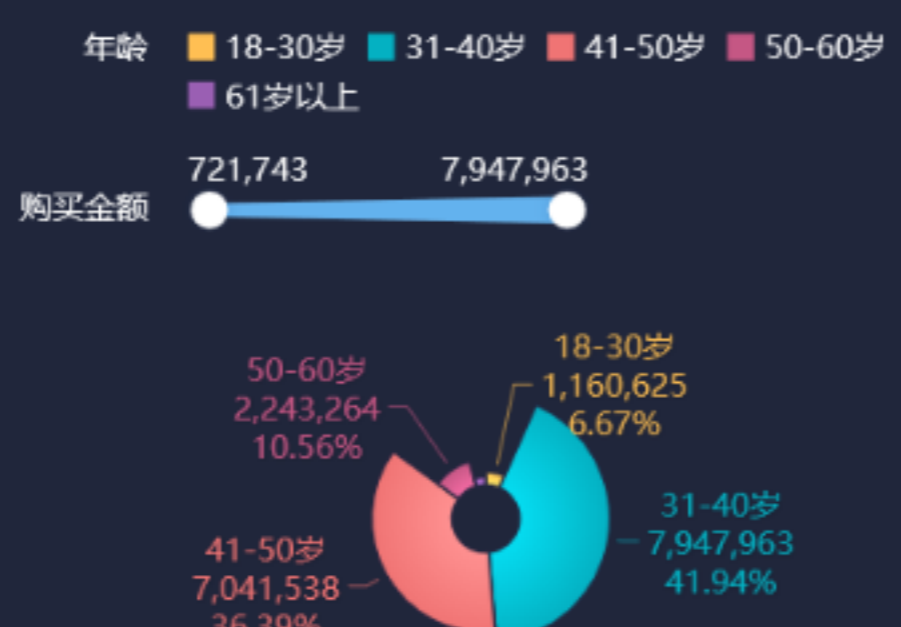 年龄 18-30岁 31-40岁 41-50岁 50-60岁
61岁以上
721,743 7,947,963
购买金额
18-30岁
1,160,625
6.67%
50-60岁
2,243,264
10.56%
31-40岁
7,947,963
41.94%
41-50岁
7,041,538
36.39%